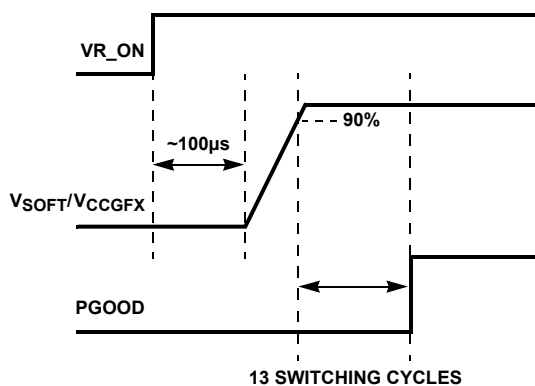 VR_ON
90%
~100µs
VSOFT/VCCGFX
PGOOD
13 SWITCHING CYCLES